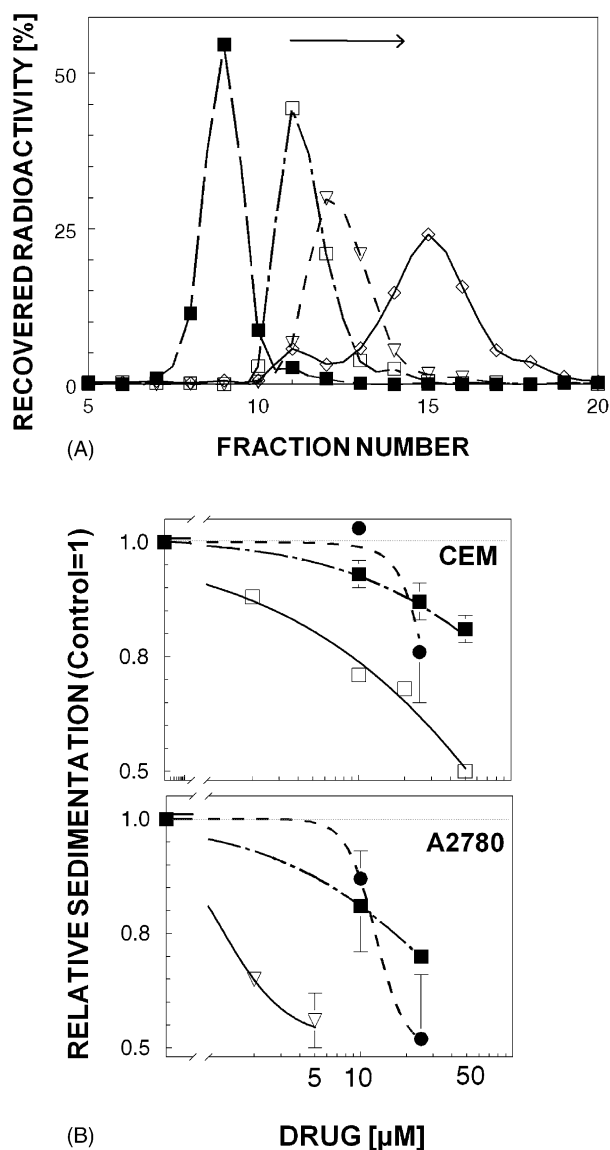 RECOVERED RADIOACTIVITY [%]
50
25
0
5
10
15
20
FRACTION NUMBER
(A)
RELATIVE SEDIMENTATION (Control=1)
CEM
1.0
0.8
0.5
A2780
1.0
0.8
0.5
5
10
50
DRUG [µM]
(B)